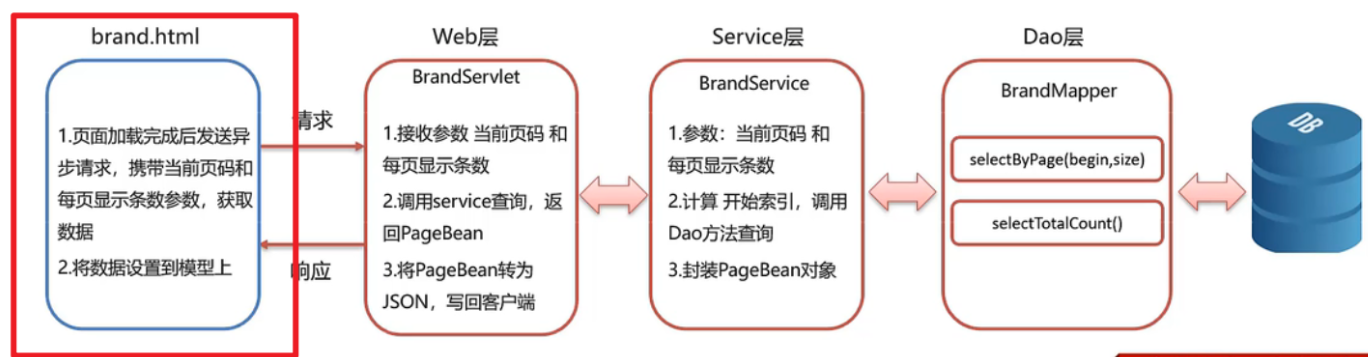 brand.html
1.页面加载完成后发送异
步请求，携带当前页码和
每页显示条数参数，获取
数据
2.将数据设置到模型上
请求
响应
Web层
BrandServlet
1.接收参数 当前页码 和
每页显示条数
2.调用service查询，返
回PageBean
3.将PageBean转为
JSON，写回客户端
Service层
BrandService
1.参数：当前页码 和
每页显示条数
2.计算 开始索引，调用
Dao方法查询
3.封装PageBean对象
Dao层
BrandMapper
selectByPage(begin,size)
selectTotalCount()
DB